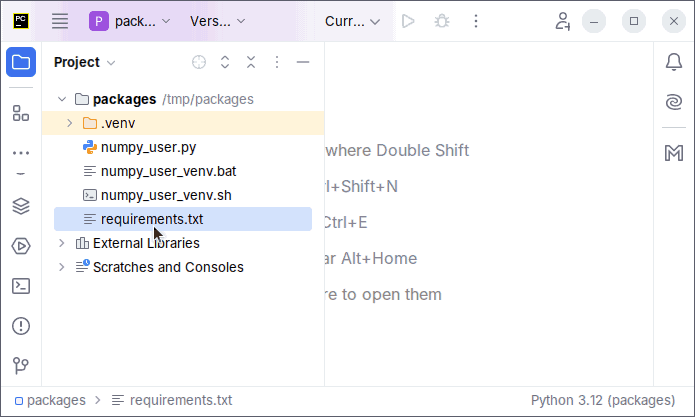 PC P pack... Vers... Curr...
Project
packages /tmp/packages
.venv
where Double Shift
numpy_user.py
numpy_user_venv.bat
rl+Shift+N
numpy_user_venv.sh
requirements.txt
Ctrl+E
External Libraries
ar Alt+Home
Scratches and Consoles
re to open them
packages requirements.txt Python 3.12 (packages)